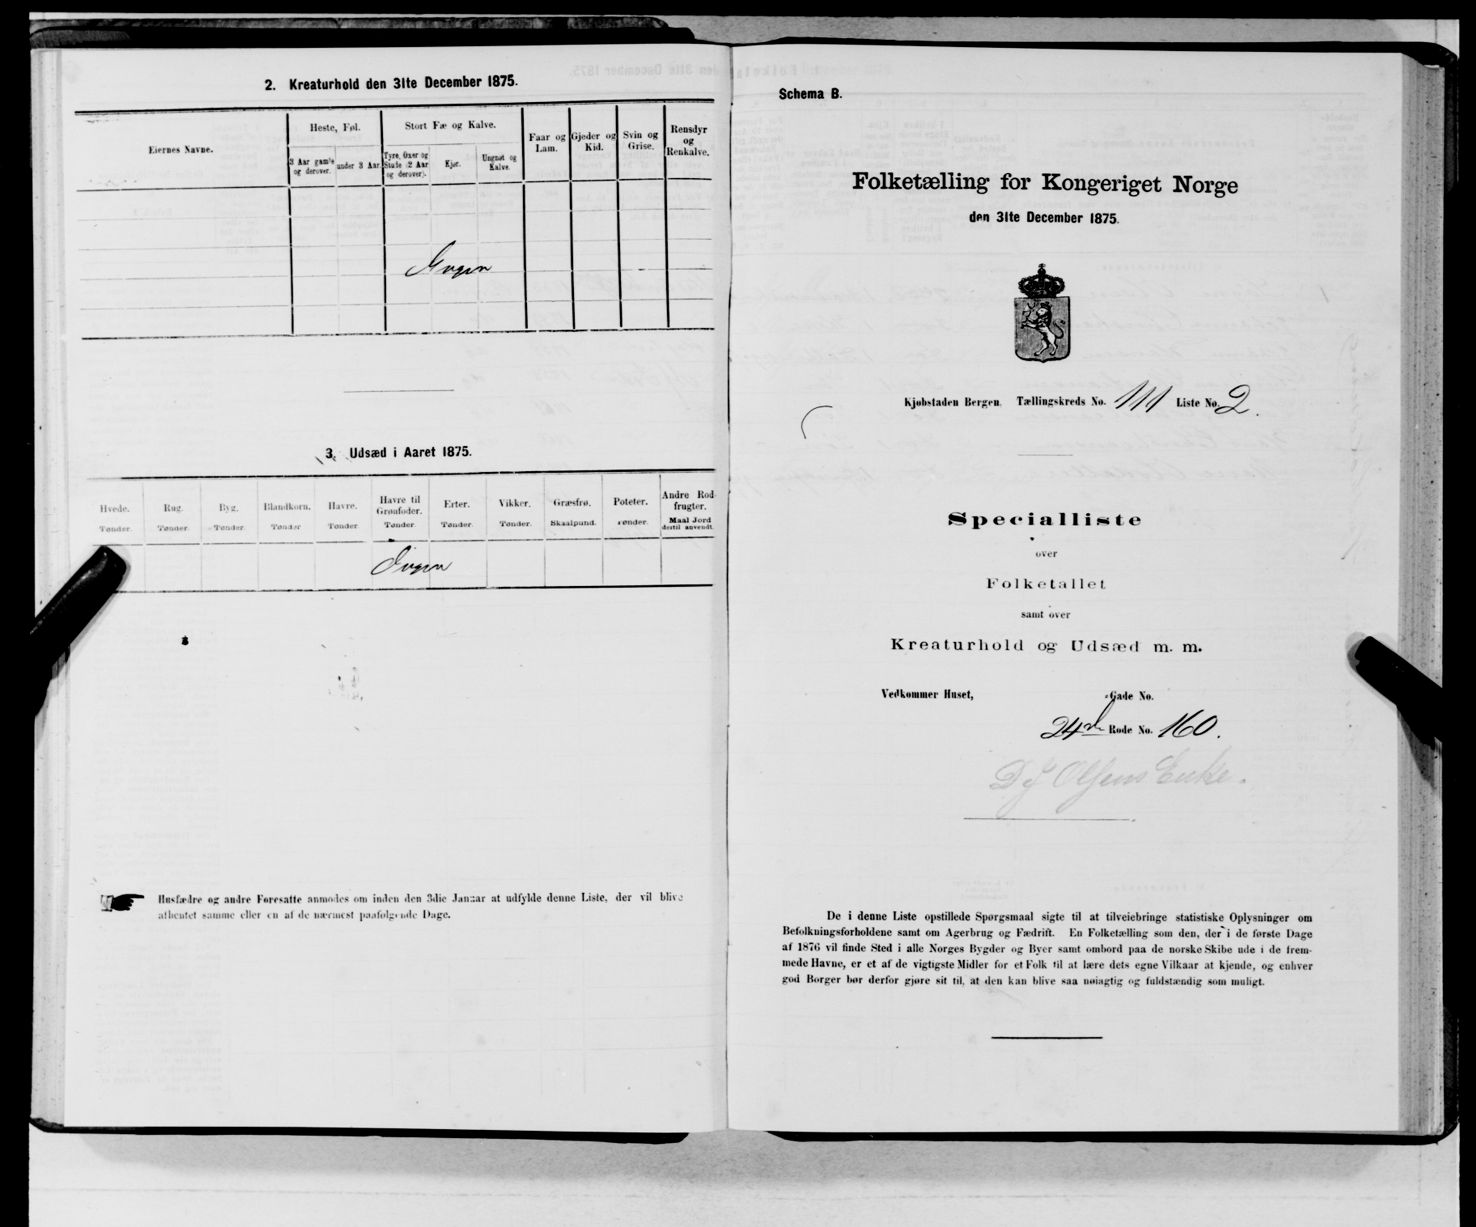 2. Kreaturhold den 31te December 1875.
Eiernes Navne.
Heste, Føl.
3 Aar gamle og derover.
under 3 Aar.
Stort Fæ og Kalve.
Tyre, Oxer og Stude (2 Aar og derover).
Kjør.
Ungnøt og Kalve.
Faar og Lam.
Gjeder og Kid.
Svin og Grise.
Rensdyr og Renkalve.
Ingen
3. Udsæd i Aaret 1875.
Hvede. Rug. Byg. Blandkorn. Havre. Havre til Grønfoder. Erter. Vikker. Græsfrø. Poteter. Andre Rodfrugter.
Tønder. Tønder. Tønder. Tønder Tønder. Tønder. Tønder. Tønder. Skaalpund. Tønder. Maal Jord dertil anvendt.
Ingen
Husfædre og andre Foresatte anmodes om inden den 3die Januar at udfylde denne Liste, der vil blive
afhentet samme eller en af de nærmest paafølgende Dage.
Schema B.
Folketælling for Kongeriget Norge
den 31te December 1875.
Kjøbstaden Bergen. Tællingskreds No. 111 Liste No. 2.
Specialliste
over
Folketallet
samt over
Kreaturhold og Udsæd m. m.
Vedkommer Huset, Gade No.
24de Rode No. 160.
D J Olsens Enke.
De i denne Liste opstillede Spørgsmaal sigte til at tilveiebringe statistiske Oplysninger om
Befolkningsforholdene samt om Agerbrug og Fædrift. En Folketælling som den, der i de første Dage
af 1876 vil finde Sted i alle Norges Bygder og Byer samt ombord paa de norske Skibe ude i de frem-
mede Havne, er et af de vigtigste Midler for et Folk til at lære dets egne Vilkaar at kjende, og enhver
god Borger bør derfor gjøre sit til, at den kan blive saa nøiagtig og fuldstændig som muligt.